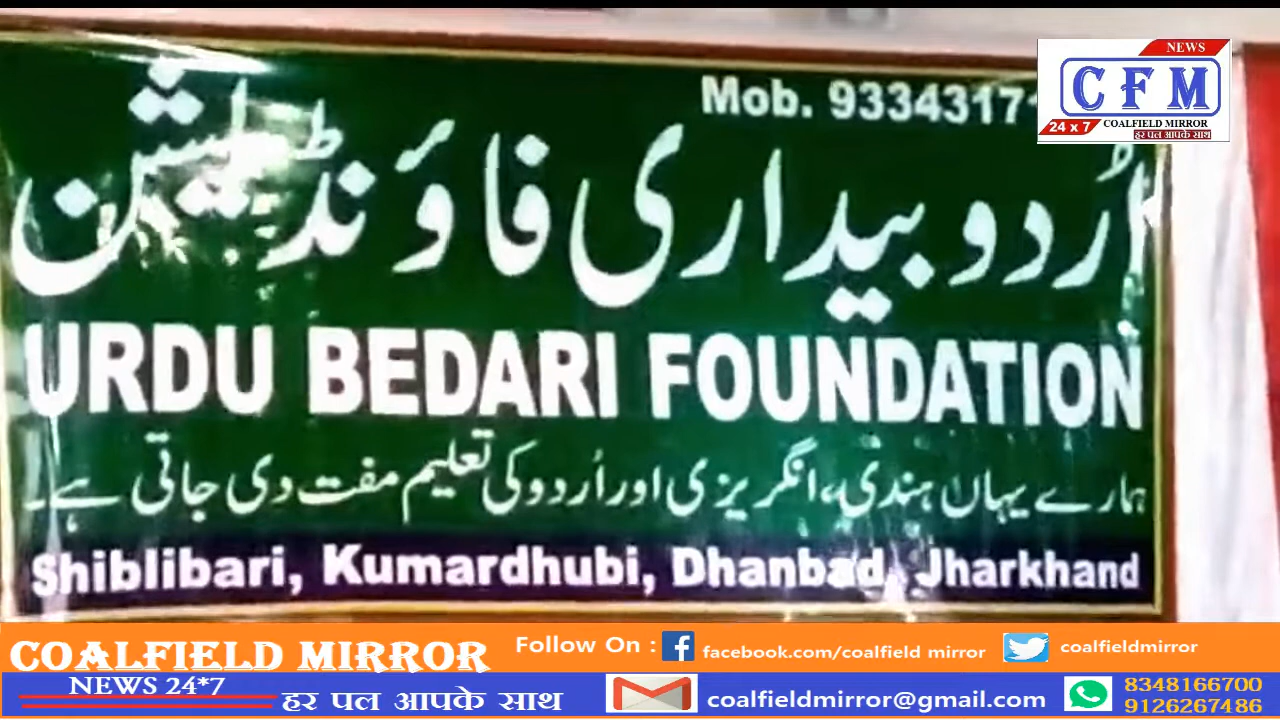 Mob. 9334317
NEWS
CFM
24 x 7 COALFIELD MIRROR
हर पल आपके साथ
اُردو بیداری فاؤنڈیشن
URDU BEDARI FOUNDATION
ہمارے یہاں ہندی، انگریزی اور اُردو کی تعلیم مفت دی جاتی ہے۔
Shiblibari, Kumardhubi, Dhanbad, Jharkhand
COALFIELD MIRROR
Follow On : facebook.com/coalfield mirror coalfieldmirror
NEWS 24*7 हर पल आपके साथ
coalfieldmirror@gmail.com
8348166700
9126267486